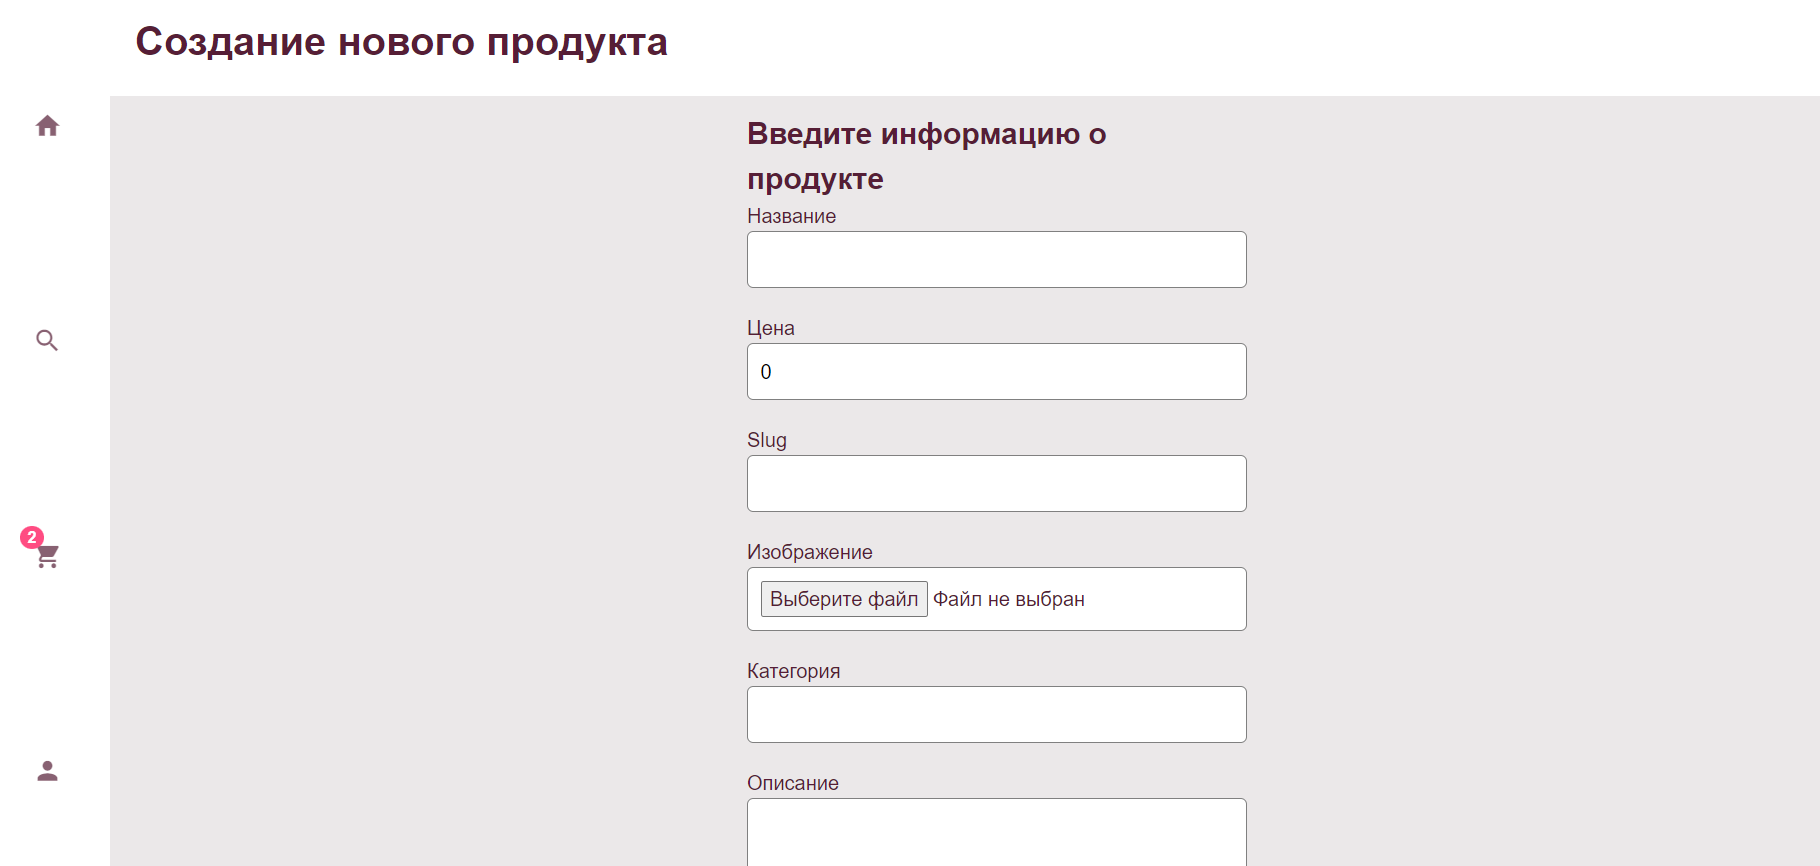 Создание нового продукта
Введите информацию о
продукте
Название
Цена
0
Slug
Изображение
Выберите файл Файл не выбран
2
Категория
Описание